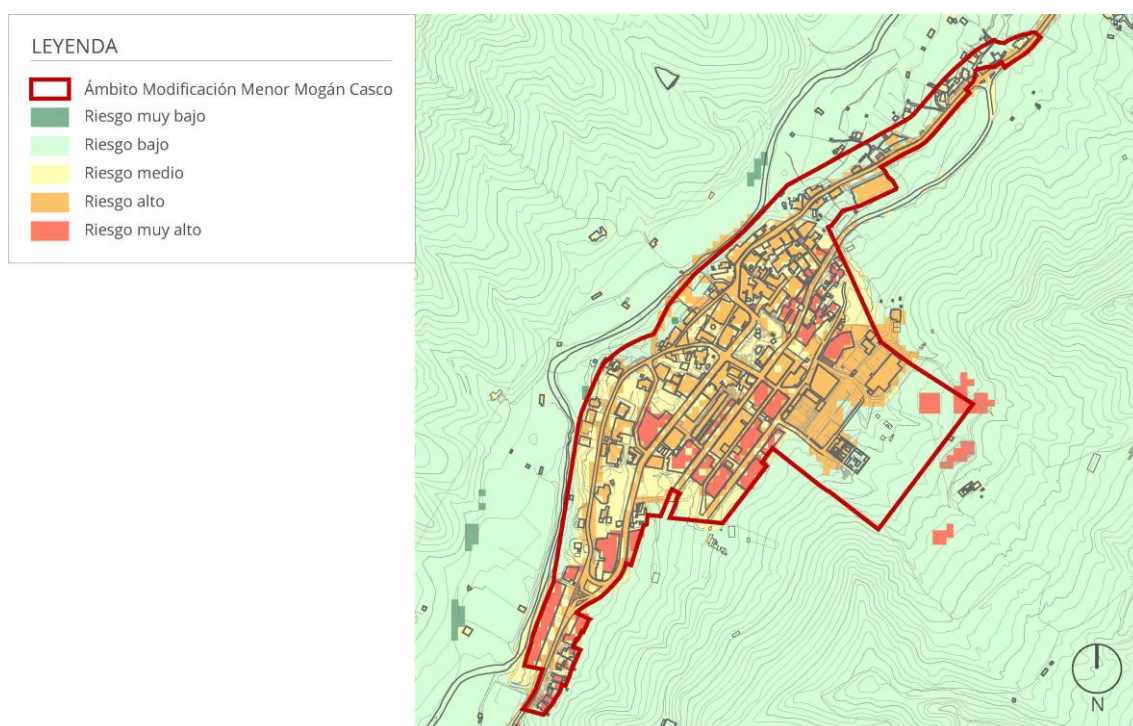 LEYENDA
Ámbito Modificación Menor Mogán Casco
Riesgo muy bajo
Riesgo bajo
Riesgo medio
Riesgo alto
Riesgo muy alto
N